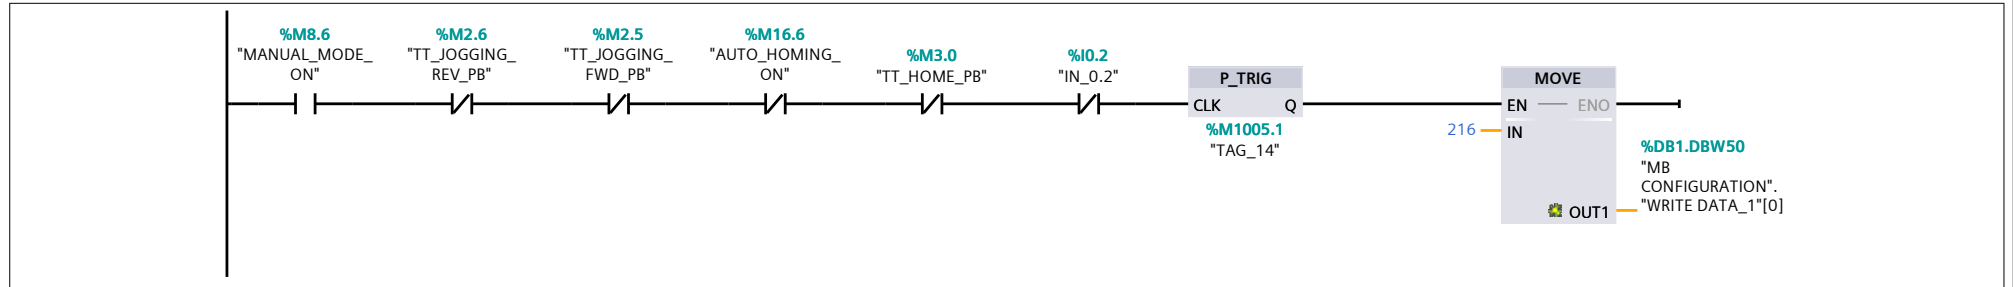 %M8.6
"MANUAL_MODE_
ON"
%M2.6
"TT_JOGGING_
REV_PB"
%M2.5
"TT_JOGGING_
FWD_PB"
%M16.6
"AUTO_HOMING_
ON"
%M3.0
"TT_HOME_PB"
%I0.2
"IN_0.2"
P_TRIG
CLK Q
%M1005.1
"TAG_14"
MOVE
EN ENO
216 IN
OUT1
%DB1.DBW50
"MB
CONFIGURATION".
"WRITE DATA_1"[0]